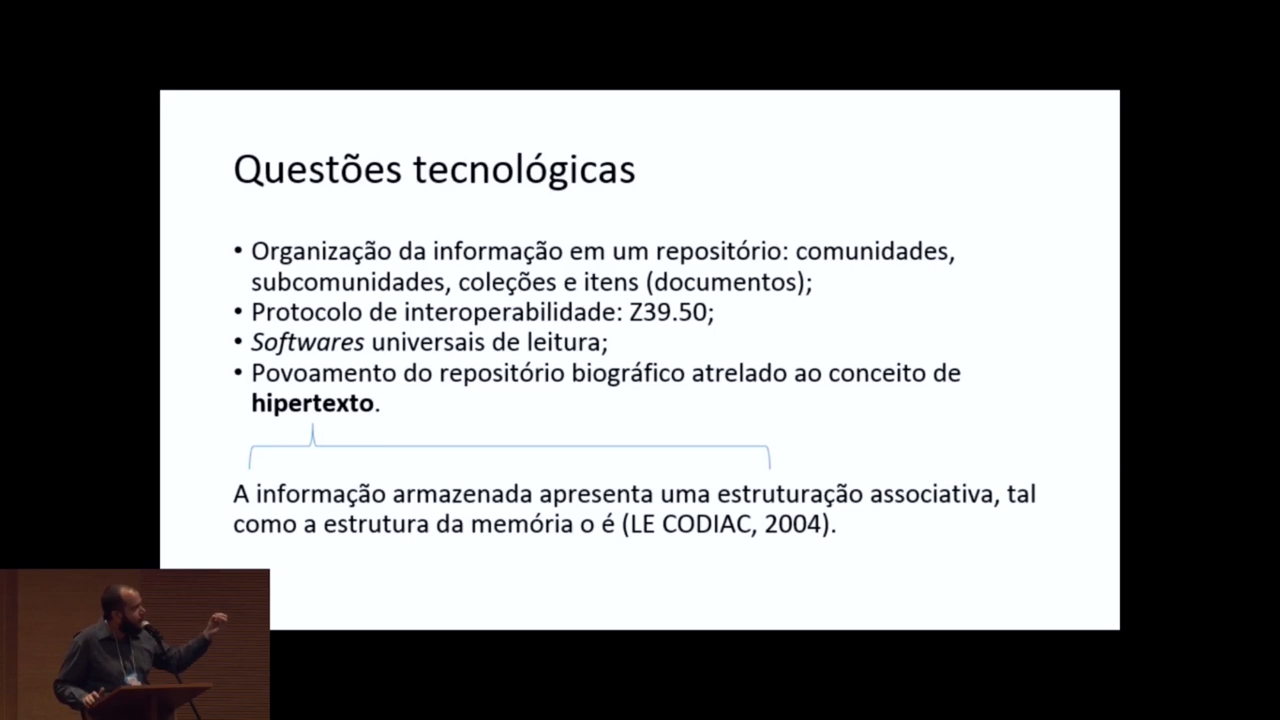 Questões tecnológicas
• Organização da informação em um repositório: comunidades,
subcomunidades, coleções e itens (documentos);
• Protocolo de interoperabilidade: Z39.50;
• Softwares universais de leitura;
• Povoamento do repositório biográfico atrelado ao conceito de
hipertexto.
A informação armazenada apresenta uma estruturação associativa, tal
como a estrutura da memória o é (LE CODIAC, 2004).